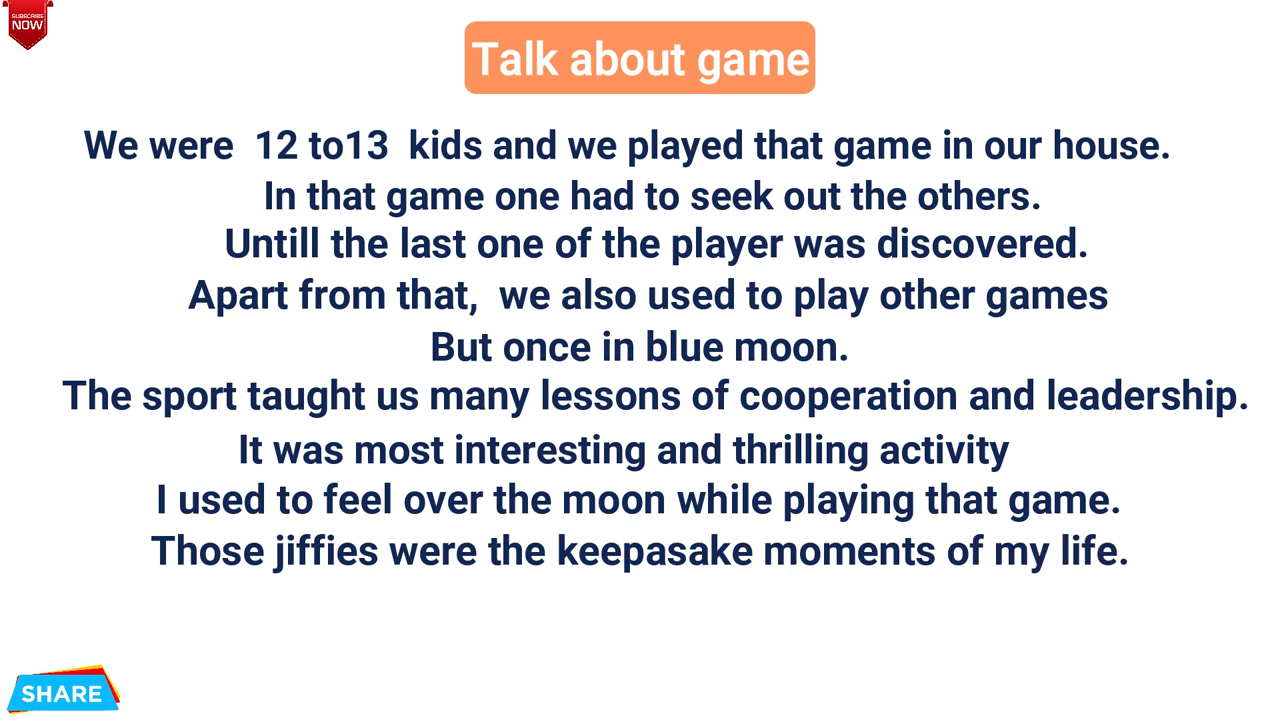 SUBSCRIBE
NOW
Talk about game
We were 12 to13 kids and we played that game in our house.
In that game one had to seek out the others.
Untill the last one of the player was discovered.
Apart from that, we also used to play other games
But once in blue moon.
The sport taught us many lessons of cooperation and leadership.
It was most interesting and thrilling activity
I used to feel over the moon while playing that game.
Those jiffies were the keepasake moments of my life.
SHARE